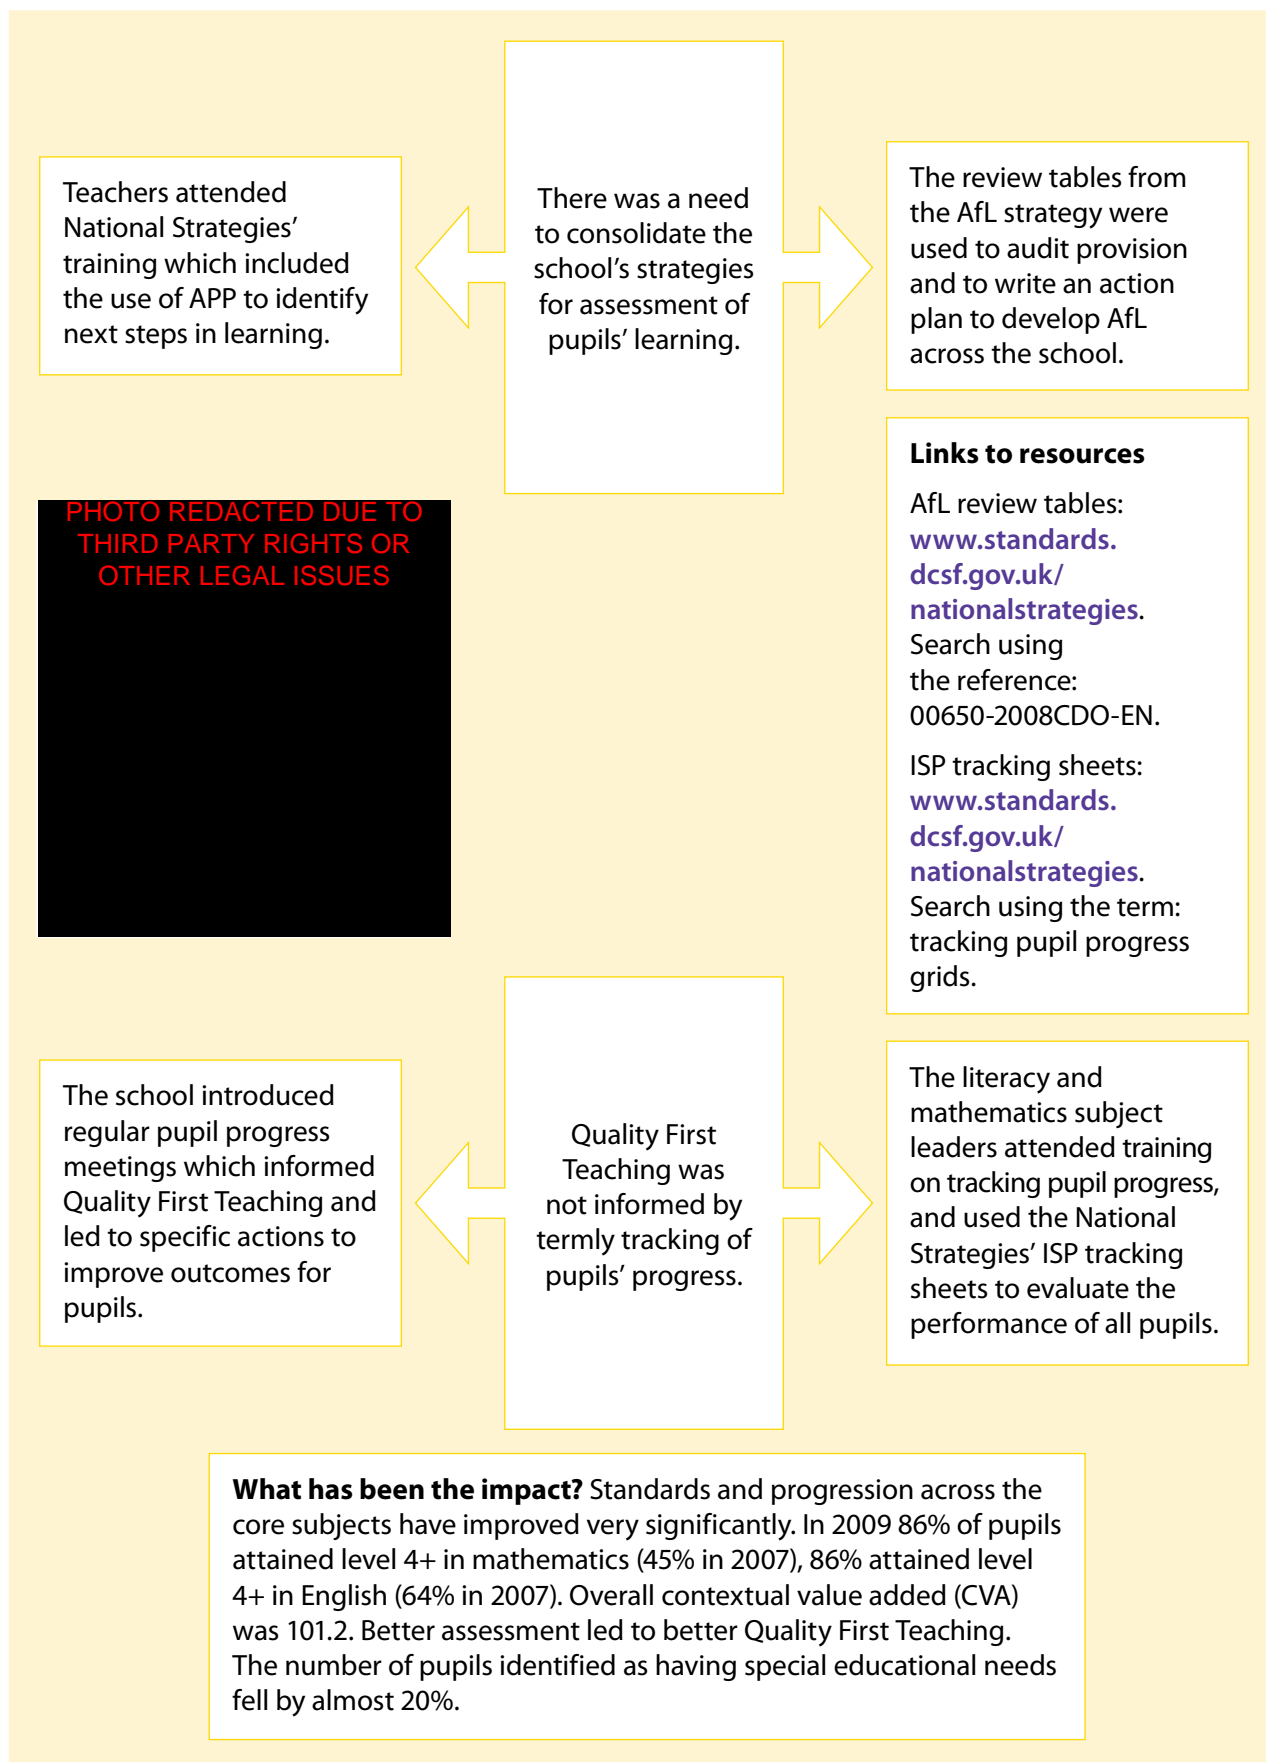 Teachers attended
National Strategies’
training which included
the use of APP to identify
next steps in learning.
There was a need
to consolidate the
school’s strategies
for assessment of
pupils’ learning.
The review tables from
the AfL strategy were
used to audit provision
and to write an action
plan to develop AfL
across the school.
PHOTO REDACTED DUE TO
THIRD PARTY RIGHTS OR
OTHER LEGAL ISSUES
Links to resources
AfL review tables:
www.standards.
dcsf.gov.uk/
nationalstrategies.
Search using
the reference:
00650-2008CDO-EN.
ISP tracking sheets:
www.standards.
dcsf.gov.uk/
nationalstrategies.
Search using the term:
tracking pupil progress
grids.
The school introduced
regular pupil progress
meetings which informed
Quality First Teaching and
led to specific actions to
improve outcomes for
pupils.
Quality First
Teaching was
not informed by
termly tracking of
pupils’ progress.
The literacy and
mathematics subject
leaders attended training
on tracking pupil progress,
and used the National
Strategies’ ISP tracking
sheets to evaluate the
performance of all pupils.
What has been the impact? Standards and progression across the
core subjects have improved very significantly. In 2009 86% of pupils
attained level 4+ in mathematics (45% in 2007), 86% attained level
4+ in English (64% in 2007). Overall contextual value added (CVA)
was 101.2. Better assessment led to better Quality First Teaching.
The number of pupils identified as having special educational needs
fell by almost 20%.